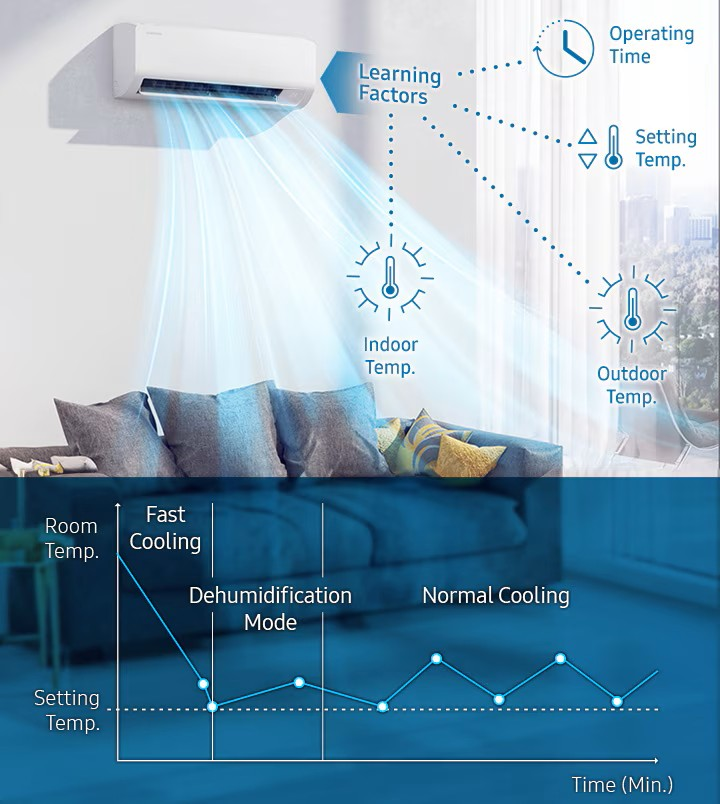 Learning
Factors
Operating
Time
Setting
Temp.
Indoor
Temp.
Outdoor
Temp.
Room
Temp.
Fast
Cooling
Dehumidification
Mode
Normal Cooling
Setting
Temp.
Time (Min.)